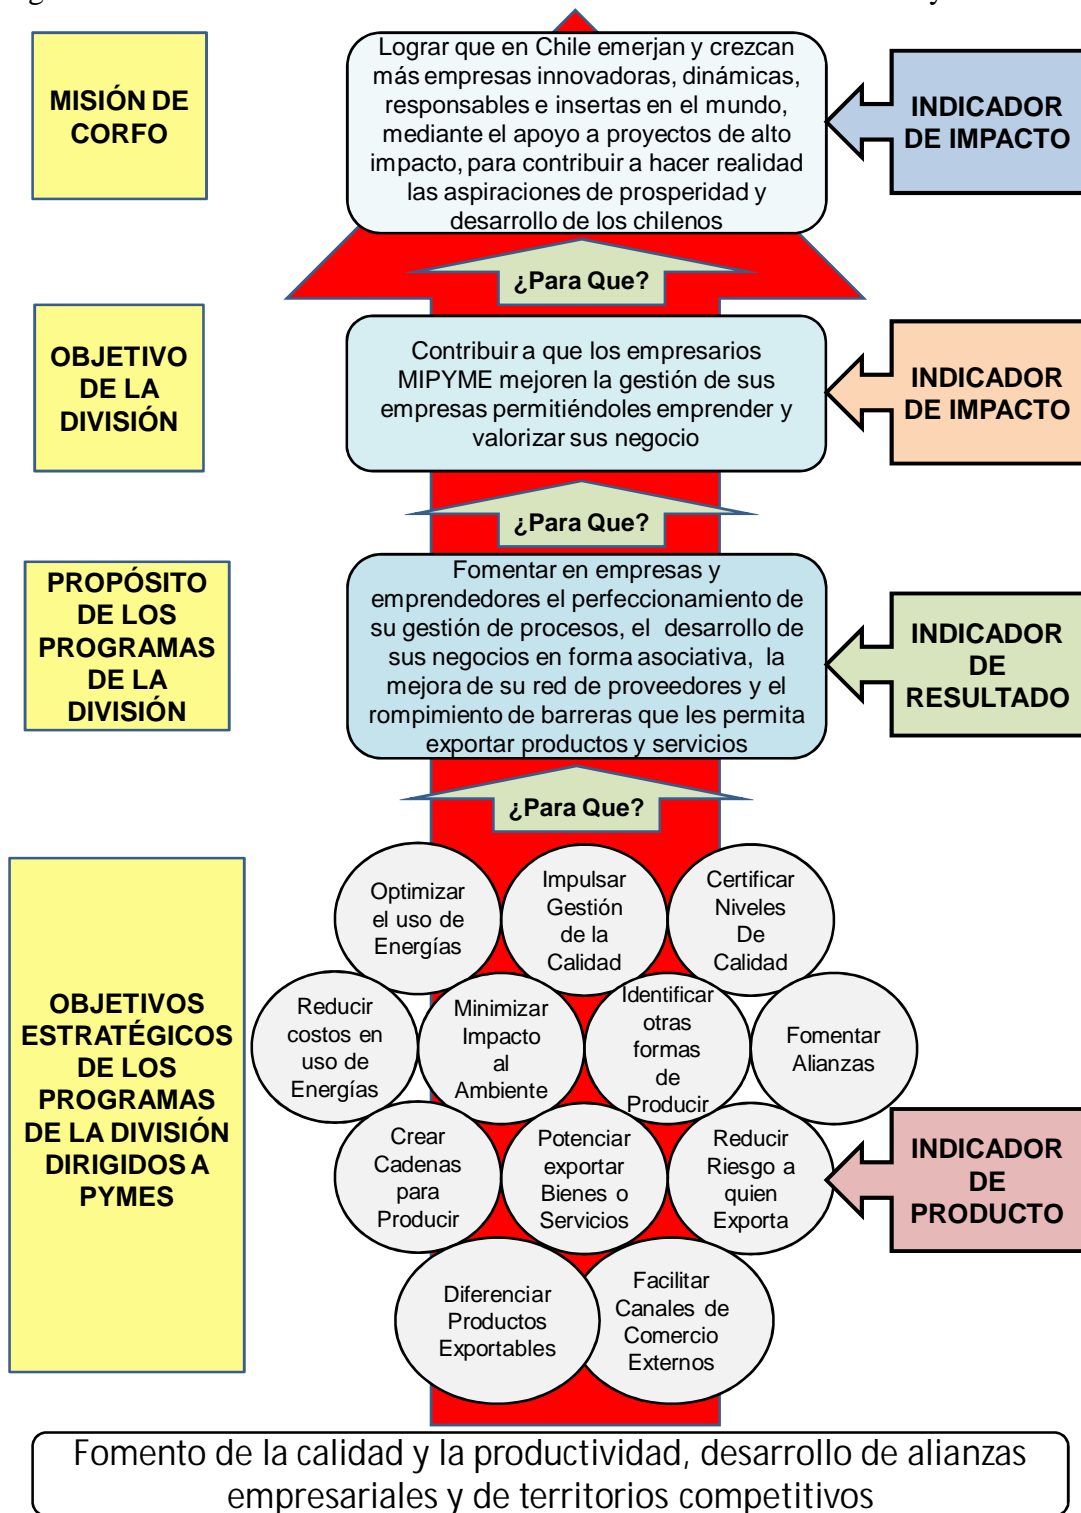 MISIÓN DE
CORFO
Lograr que en Chile emerjan y crezcan
más empresas innovadoras, dinámicas,
responsables e insertas en el mundo,
mediante el apoyo a proyectos de alto
impacto, para contribuir a hacer realidad
las aspiraciones de prosperidad y
desarrollo de los chilenos
INDICADOR
DE IMPACTO
¿Para Que?
OBJETIVO
DE LA
DIVISIÓN
Contribuir a que los empresarios
MIPYME mejoren la gestión de sus
empresas permitiéndoles emprender y
valorizar sus negocio
INDICADOR
DE IMPACTO
¿Para Que?
PROPÓSITO
DE LOS
PROGRAMAS
DE LA
DIVISIÓN
Fomentar en empresas y
emprendedores el perfeccionamiento de
su gestión de procesos, el desarrollo de
sus negocios en forma asociativa, la
mejora de su red de proveedores y el
rompimiento de barreras que les permita
exportar productos y servicios
INDICADOR
DE
RESULTADO
¿Para Que?
OBJETIVOS
ESTRATÉGICOS
DE LOS
PROGRAMAS
DE LA DIVISIÓN
DIRIGIDOS A
PYMES
Optimizar
el uso de
Energías
Impulsar
Gestión
de la
Calidad
Certificar
Niveles
De
Calidad
Reducir
costos en
uso de
Energías
Minimizar
Impacto
al
Ambiente
Identificar
otras
formas
de
Producir
Fomentar
Alianzas
Crear
Cadenas
para
Producir
Potenciar
exportar
Bienes o
Servicios
Reducir
Riesgo a
quien
Exporta
INDICADOR
DE
PRODUCTO
Diferenciar
Productos
Exportables
Facilitar
Canales de
Comercio
Externos
Fomento de la calidad y la productividad, desarrollo de alianzas
empresariales y de territorios competitivos